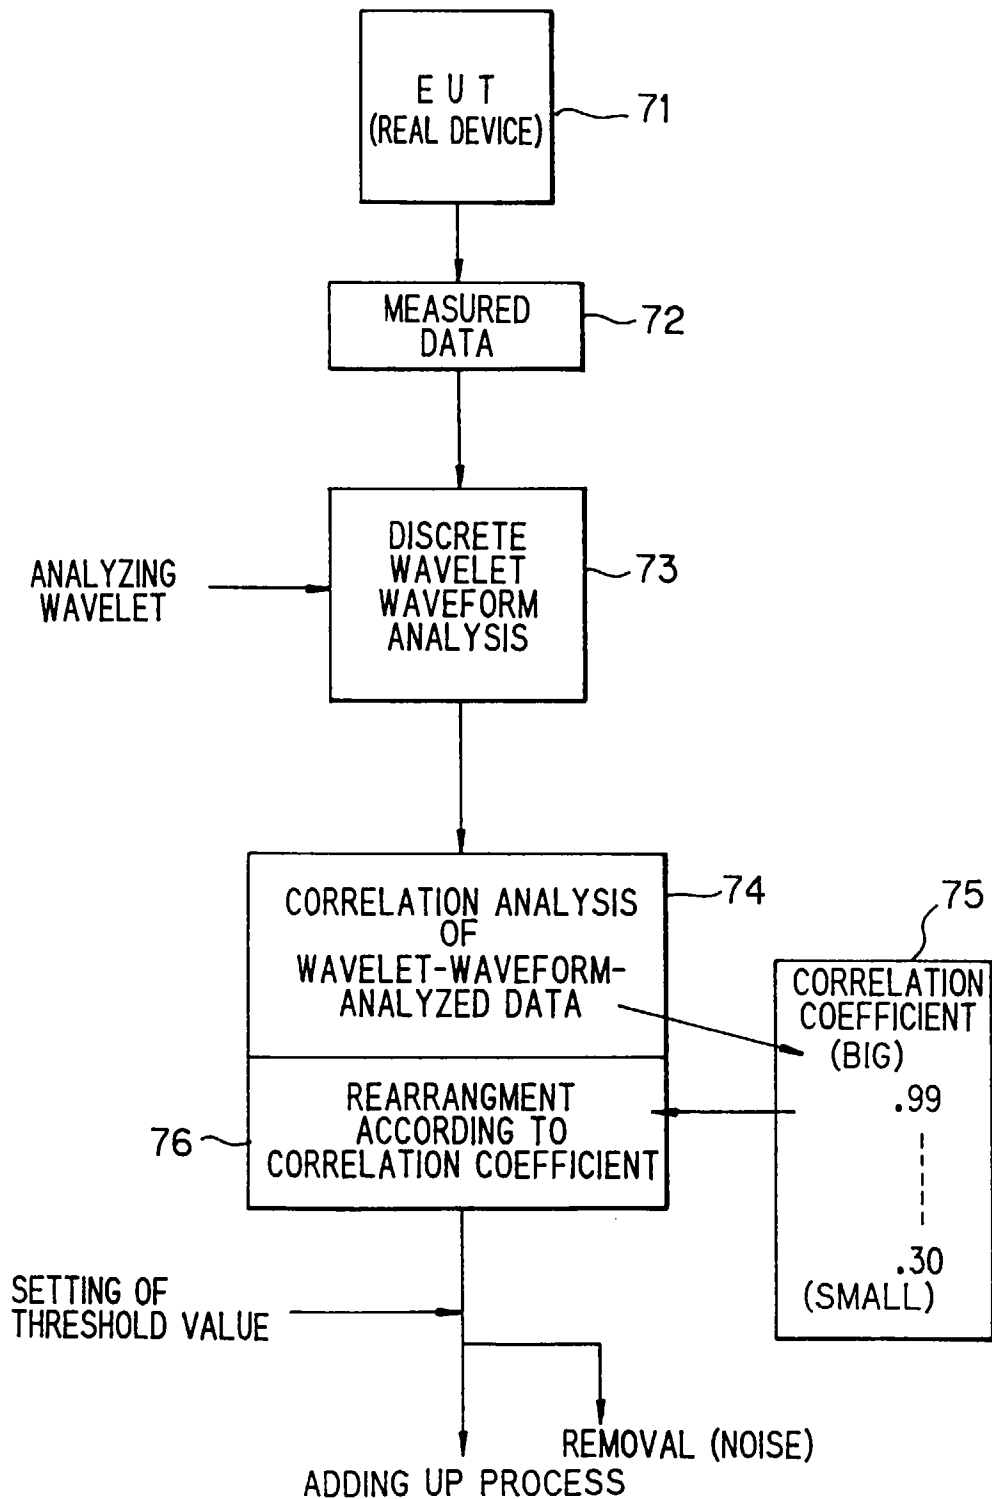 E U T
(REAL DEVICE)
71
MEASURED
DATA
72
DISCRETE
WAVELET
WAVEFORM
ANALYSIS
73
ANALYZING
WAVELET
CORRELATION ANALYSIS
OF
WAVELET-WAVEFORM-
ANALYZED DATA
74
75
CORRELATION
COEFFICIENT
(BIG)
.99
.30
(SMALL)
REARRANGMENT
ACCORDING TO
CORRELATION COEFFICIENT
76
SETTING OF
THRESHOLD VALUE
REMOVAL (NOISE)
ADDING UP PROCESS